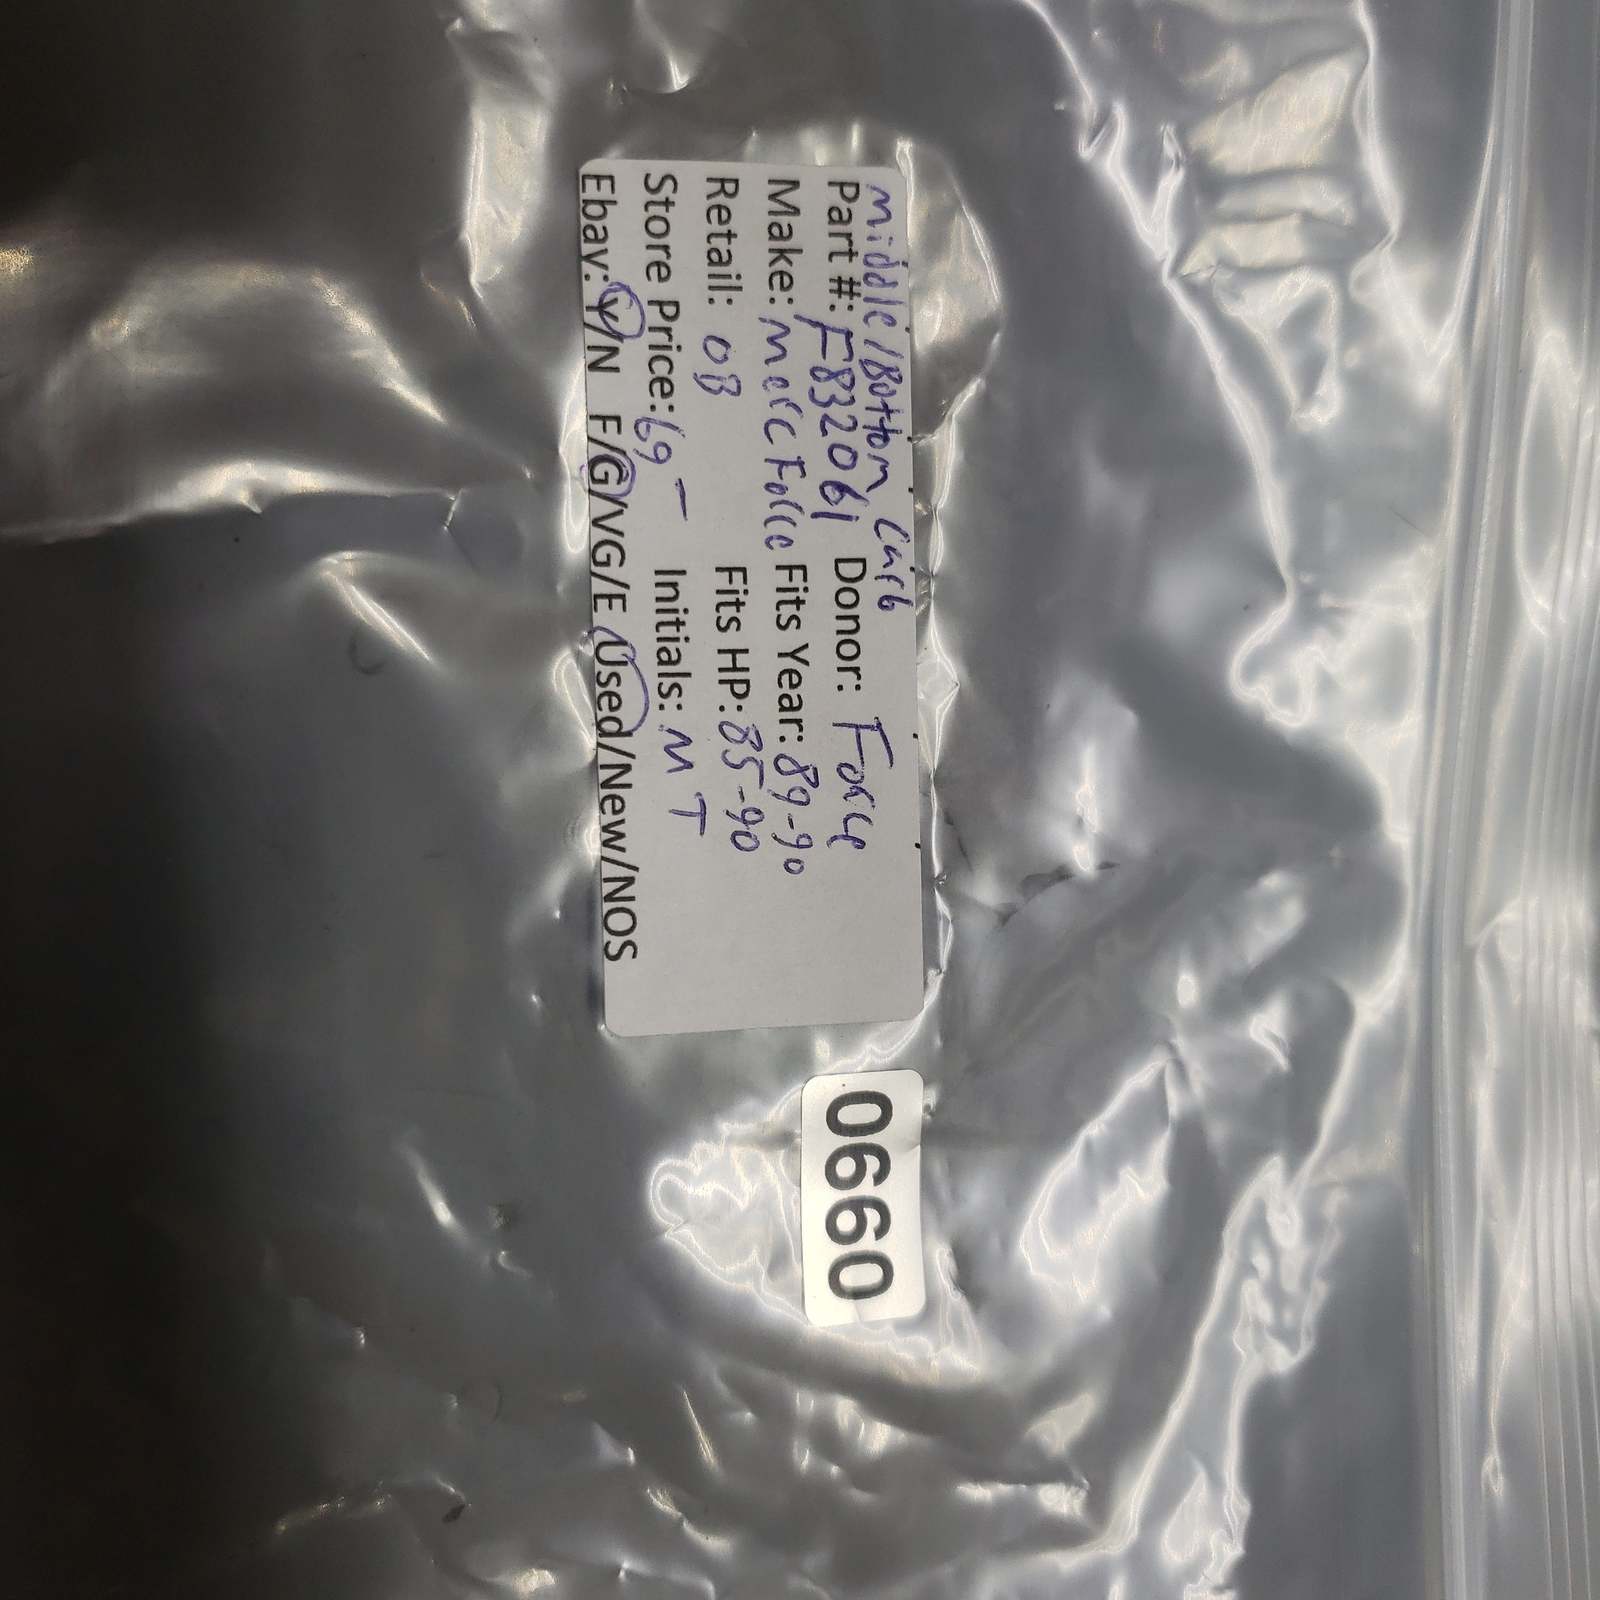 Middle/Bottom Carb
Part #: F832061 Donor: Force
Make: Merc Force Fits Year: 89-90
Retail: OB Fits HP: 85-90
Store Price: 69 - Initials: MT
Ebay: Y/N F/G/VG/E Used/New/NOS
0660